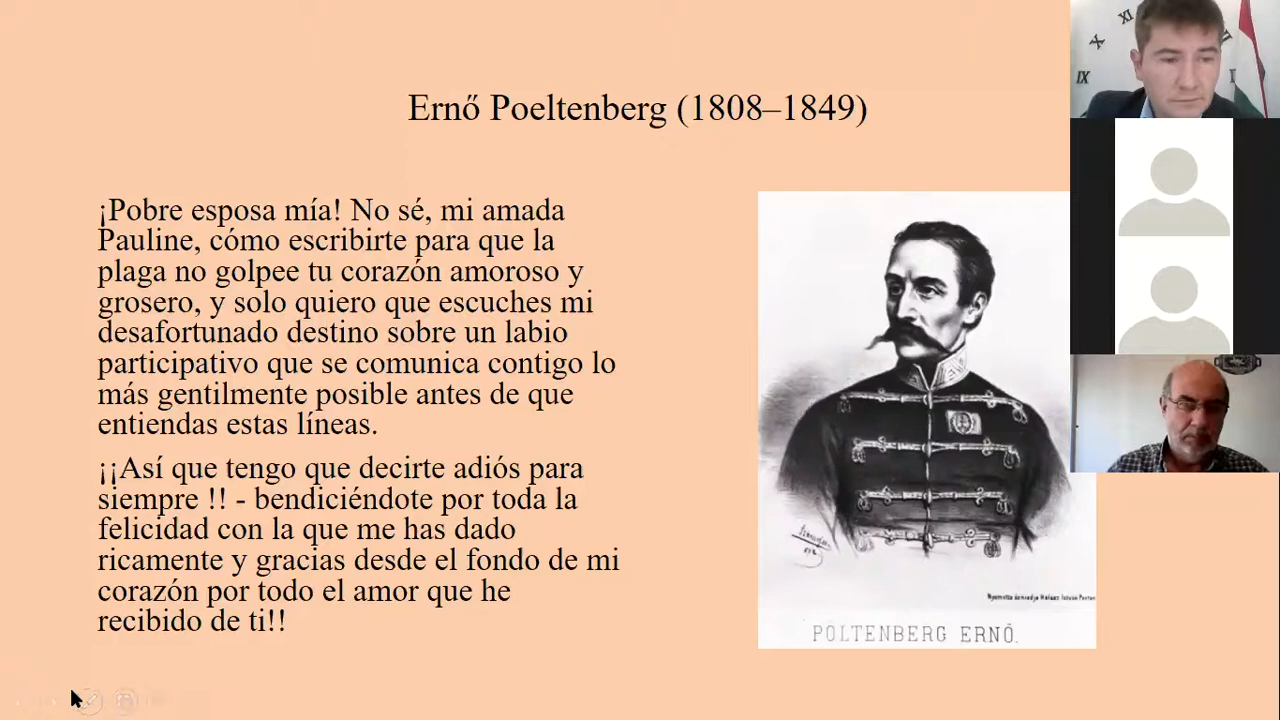 Ernő Poeltenberg (1808–1849)
¡Pobre esposa mía! No sé, mi amada
Pauline, cómo escribirte para que la
plaga no golpee tu corazón amoroso y
grosero, y solo quiero que escuches mi
desafortunado destino sobre un labio
participativo que se comunica contigo lo
más gentilmente posible antes de que
entiendas estas líneas.
¡¡Así que tengo que decirte adiós para
siempre !! - bendiciéndote por toda la
felicidad con la que me has dado
ricamente y gracias desde el fondo de mi
corazón por todo el amor que he
recibido de ti!!
PÖLTENBERG ERNŐ.
XI
X
IX